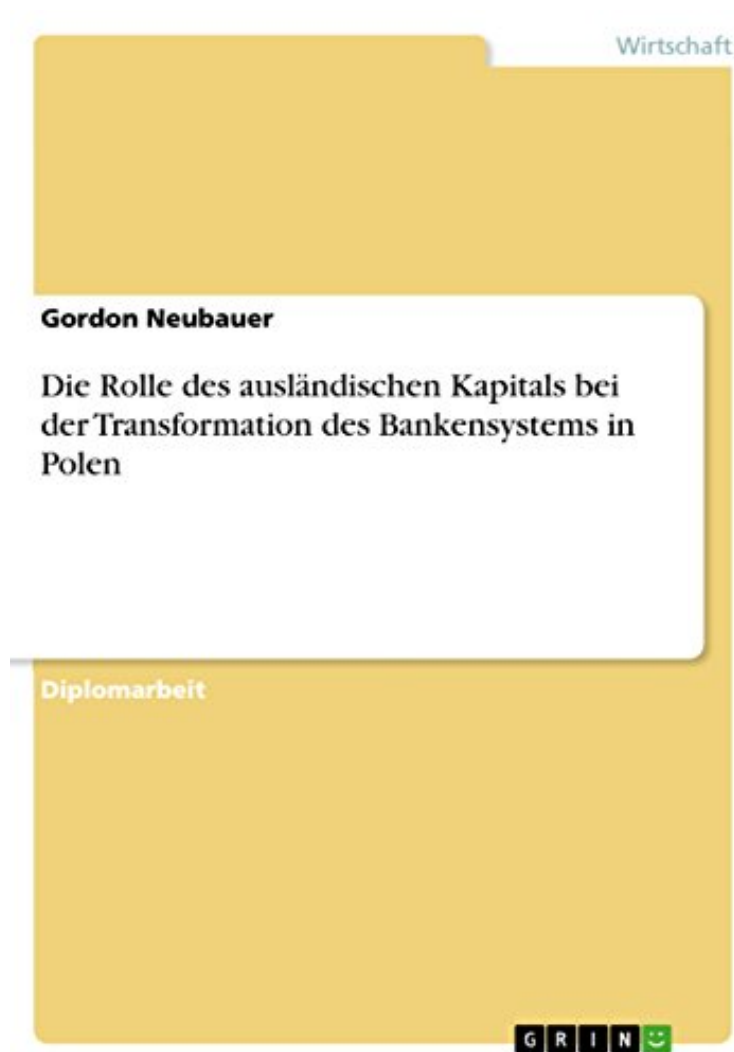 Wirtschaft
Gordon Neubauer
Die Rolle des ausländischen Kapitals bei
der Transformation des Bankensystems in
Polen
Diplomarbeit
GRIN